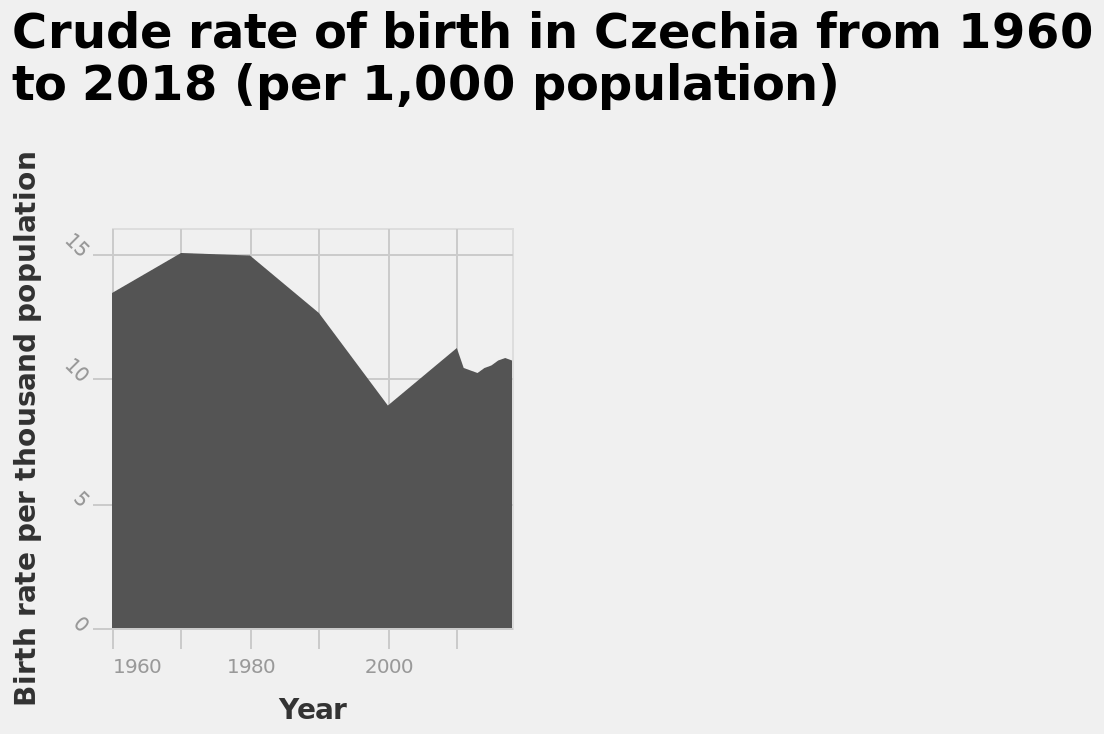 Crude rate of birth in Czechia from 1960
to 2018 (per 1,000 population)
Birth rate per thousand population
15
10
5
0
1960 1980 2000
Year